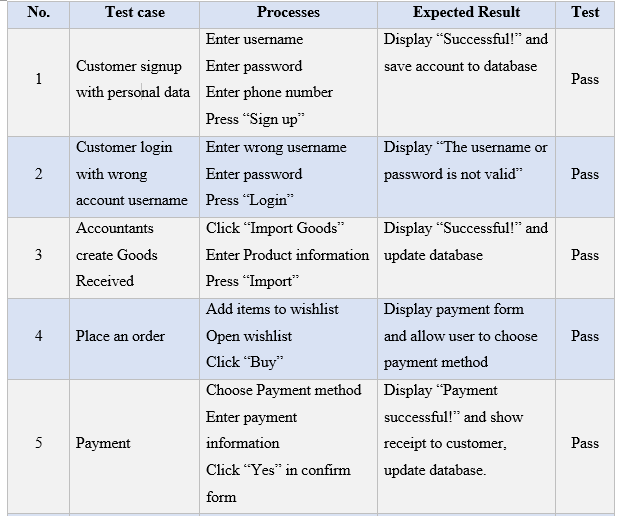 No. Test case Processes Expected Result Test
1
Customer signup
with personal data
Enter username
Enter password
Enter phone number
Press “Sign up”
Display “Successful!” and
save account to database
Pass
2
Customer login
with wrong
account username
Enter wrong username
Enter password
Press “Login”
Display “The username or
password is not valid”
Pass
3
Accountants
create Goods
Received
Click “Import Goods”
Enter Product information
Press “Import”
Display “Successful!” and
update database
Pass
4
Place an order
Add items to wishlist
Open wishlist
Click “Buy”
Display payment form
and allow user to choose
payment method
Pass
5
Payment
Choose Payment method
Enter payment
information
Click “Yes” in confirm
form
Display “Payment
successful!” and show
receipt to customer,
update database.
Pass